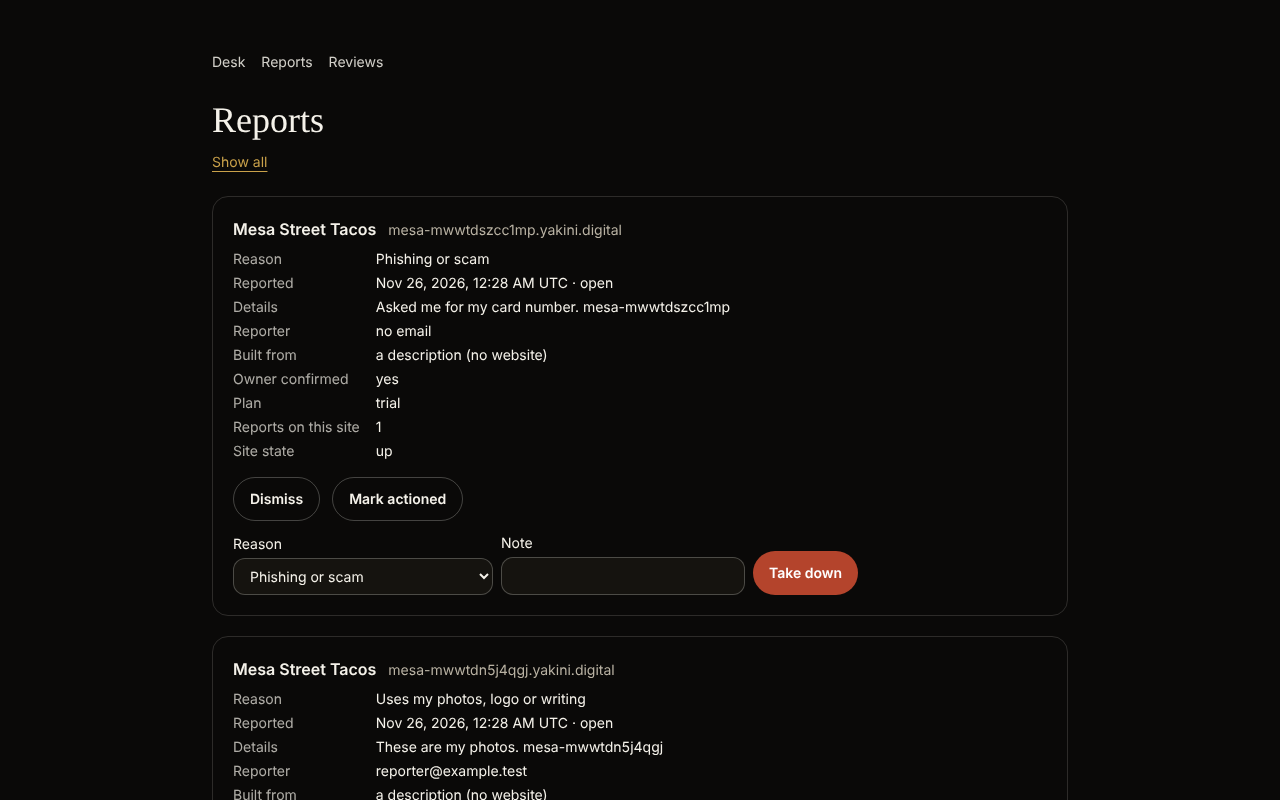 Desk Reports Reviews
Reports
Show all
Mesa Street Tacos mesa-mwwtdszcc1mp.yakini.digital
Reason Phishing or scam
Reported Nov 26, 2026, 12:28 AM UTC · open
Details Asked me for my card number. mesa-mwwtdszcc1mp
Reporter no email
Built from a description (no website)
Owner confirmed yes
Plan trial
Reports on this site 1
Site state up
Dismiss Mark actioned
Reason Note
Phishing or scam Take down
Mesa Street Tacos mesa-mwwtdn5j4qgj.yakini.digital
Reason Uses my photos, logo or writing
Reported Nov 26, 2026, 12:28 AM UTC · open
Details These are my photos. mesa-mwwtdn5j4qgj
Reporter reporter@example.test
Built from a description (no website)